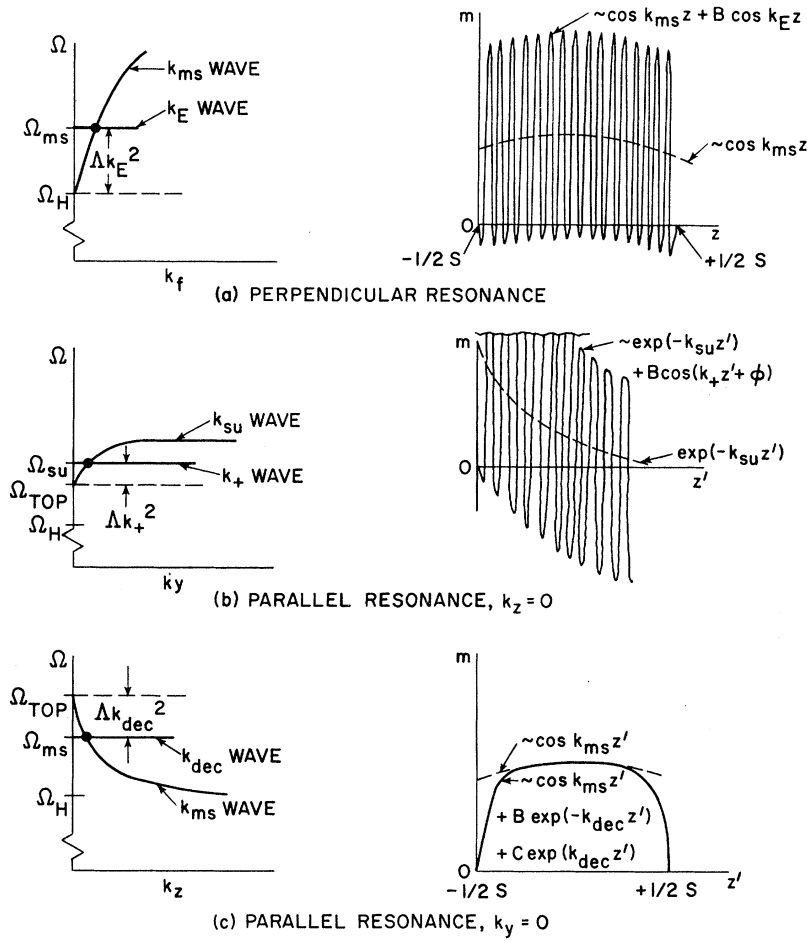 Ω
k_ms WAVE
k_E WAVE
Ω_ms
Λk_E²
Ω_H
k_f
m
~cos k_ms z + B cos k_E z
~cos k_ms z
O
z
-1/2 S
+1/2 S
(a) PERPENDICULAR RESONANCE
Ω
k_su WAVE
Ω_su
k_+ WAVE
Ω_TOP
Λk_+²
Ω_H
k_y
m
~exp(-k_su z')
+ Bcos(k_+ z' + ϕ)
exp(-k_su z')
O
z'
(b) PARALLEL RESONANCE, k_z = O
Ω
Ω_TOP
Λk_dec²
Ω_ms
k_dec WAVE
Ω_H
k_ms WAVE
k_z
m
~cos k_ms z'
~cos k_ms z'
+ B exp(-k_dec z')
+ C exp(k_dec z')
O
-1/2 S
+1/2 S
z'
(c) PARALLEL RESONANCE, k_y = O